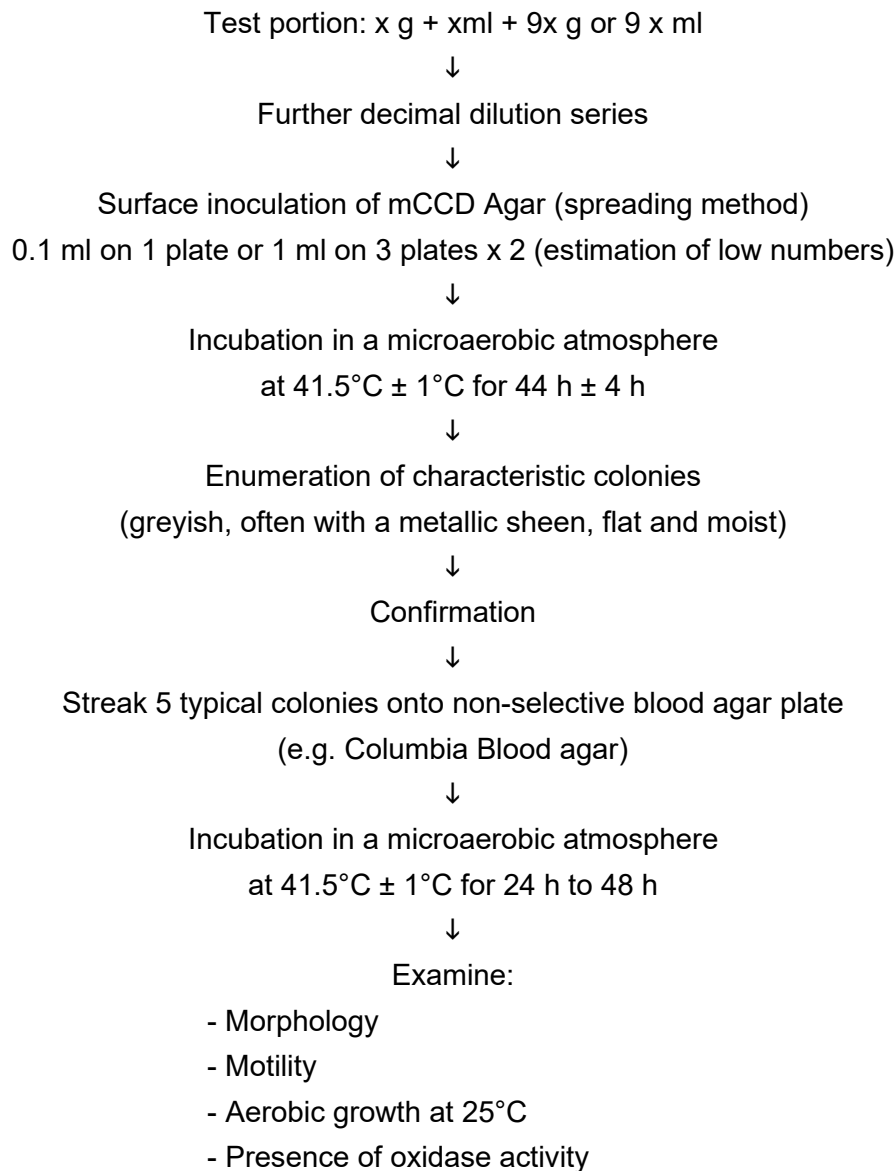 Test portion: x g + xml + 9x g or 9 x ml
↓
Further decimal dilution series
↓
Surface inoculation of mCCD Agar (spreading method)
0.1 ml on 1 plate or 1 ml on 3 plates x 2 (estimation of low numbers)
↓
Incubation in a microaerobic atmosphere
at 41.5°C ± 1°C for 44 h ± 4 h
↓
Enumeration of characteristic colonies
(greyish, often with a metallic sheen, flat and moist)
↓
Confirmation
↓
Streak 5 typical colonies onto non-selective blood agar plate
(e.g. Columbia Blood agar)
↓
Incubation in a microaerobic atmosphere
at 41.5°C ± 1°C for 24 h to 48 h
↓
Examine:
- Morphology
- Motility
- Aerobic growth at 25°C
- Presence of oxidase activity